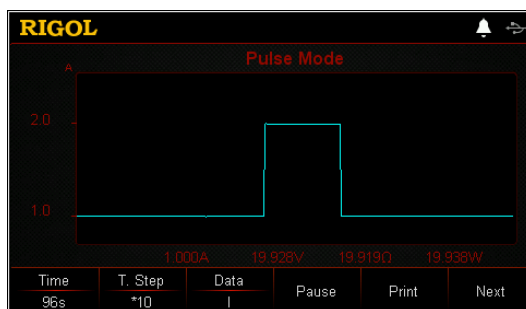 RIGOL
Pulse Mode
A
2.0
1.0
1.000A 19.928V 19.919Ω 19.938W
Time T. Step Data Pause Print Next
96s *10 I